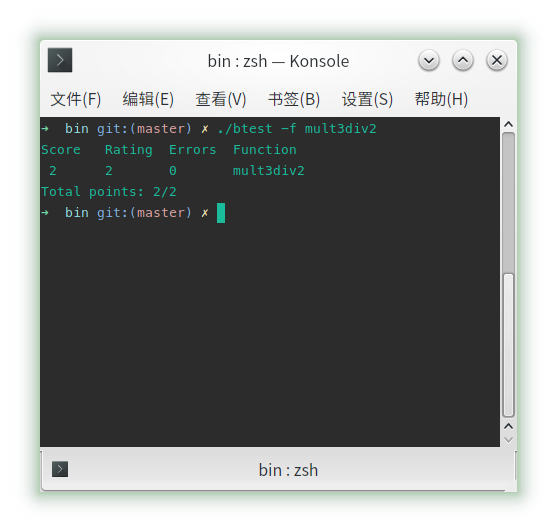 bin : zsh — Konsole
文件(F) 编辑(E) 查看(V) 书签(B) 设置(S) 帮助(H)
➜  bin git:(master) ✗ ./btest -f mult3div2
Score   Rating  Errors  Function
 2      2       0       mult3div2
Total points: 2/2
➜  bin git:(master) ✗
bin : zsh